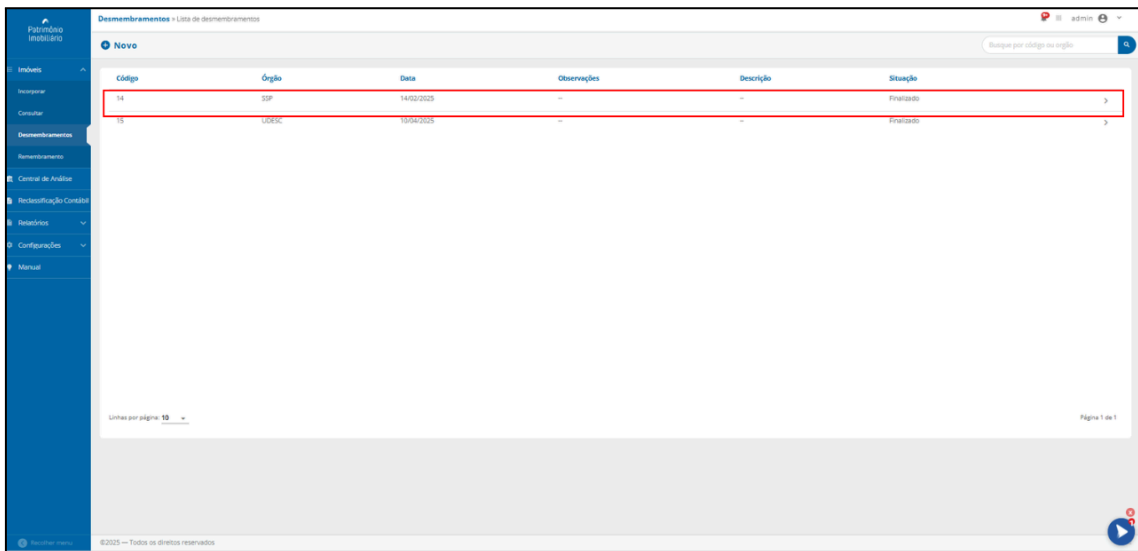 Patrimônio
Imobiliário
Desmembramentos » Lista de desmembramentos
9+
admin
Novo
Busque por código ou órgão
Imóveis
Incorporar
Consultar
Desmembramentos
Remembramento
Central de Análise
Reclassificação Contábil
Relatórios
Configurações
Manual
Código Órgão Data Observações Descrição Situação
14 SSP 14/02/2025 -- -- Finalizado
15 UDESC 10/04/2025 -- -- Finalizado
Linhas por página: 10
Página 1 de 1
Recolher menu
©2025 — Todos os direitos reservados